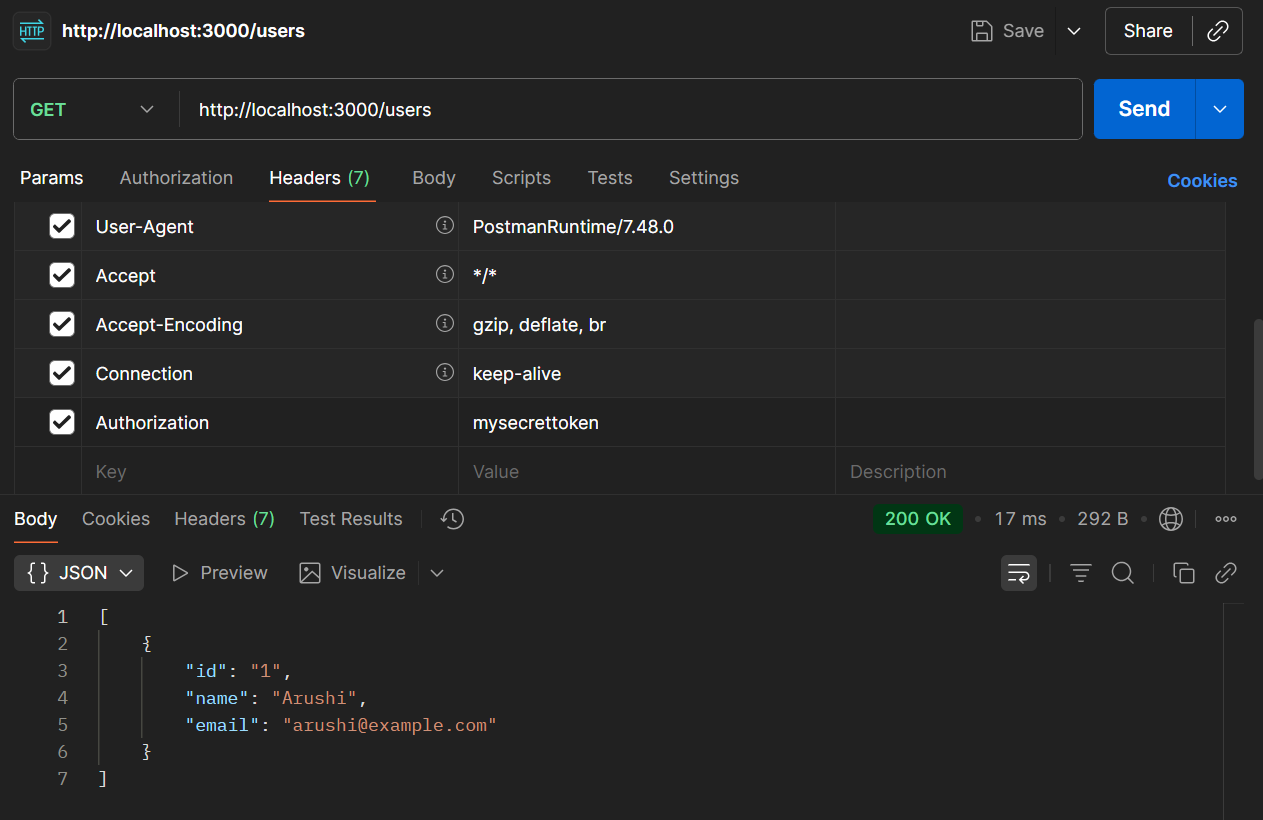 HTTP http://localhost:3000/users Save Share
GET http://localhost:3000/users Send
Params Authorization Headers (7) Body Scripts Tests Settings Cookies
User-Agent PostmanRuntime/7.48.0
Accept */*
Accept-Encoding gzip, deflate, br
Connection keep-alive
Authorization mysecrettoken
Key Value Description
Body Cookies Headers (7) Test Results 200 OK • 17 ms • 292 B •
{} JSON Preview Visualize
1 [
2 {
3 "id": "1",
4 "name": "Arushi",
5 "email": "arushi@example.com"
6 }
7 ]